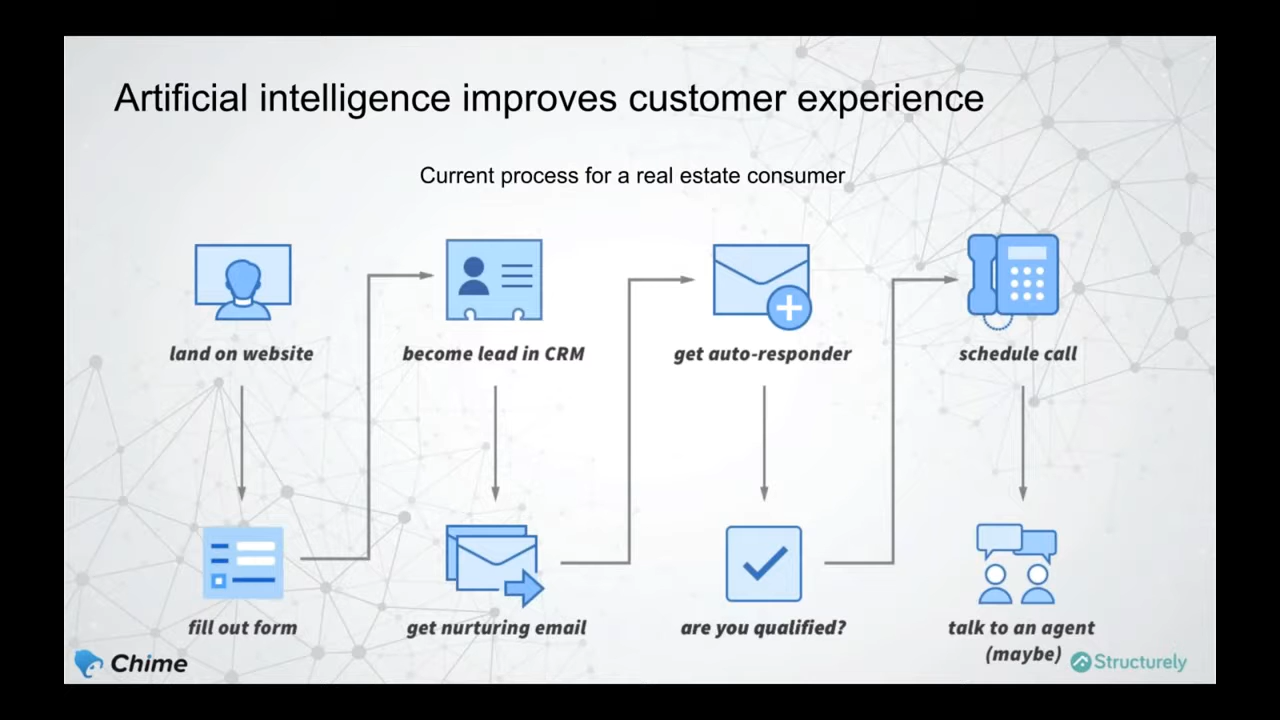 Artificial intelligence improves customer experience
Current process for a real estate consumer
land on website
become lead in CRM
get auto-responder
schedule call
fill out form
get nurturing email
are you qualified?
talk to an agent
(maybe)
Chime
Structurely